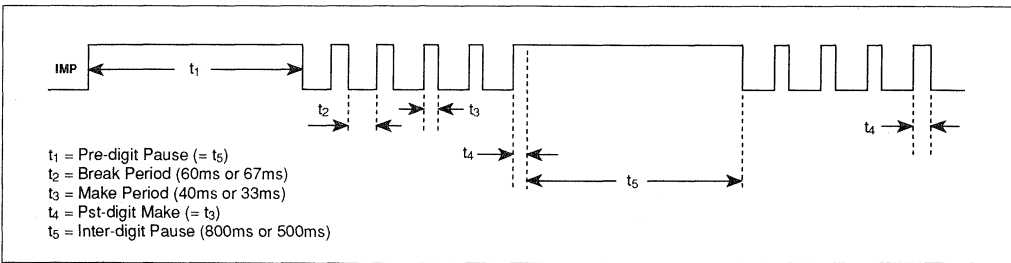 IMP
t1
t2
t3
t4
t5
t4
t1 = Pre-digit Pause (= t5)
t2 = Break Period (60ms or 67ms)
t3 = Make Period (40ms or 33ms)
t4 = Pst-digit Make (= t3)
t5 = Inter-digit Pause (800ms or 500ms)